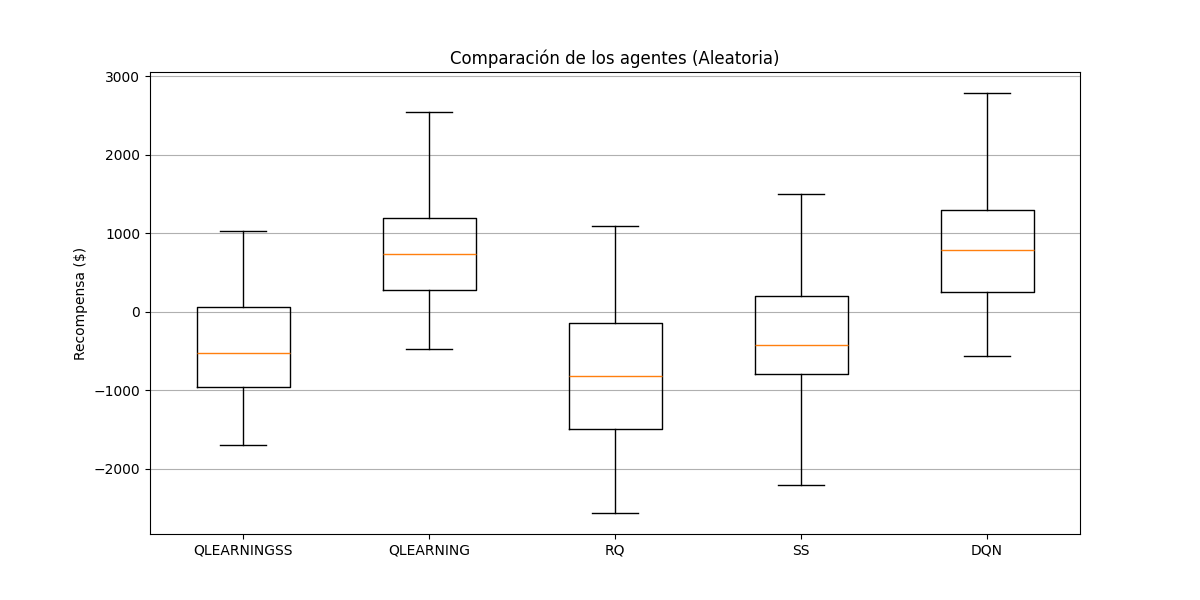 Comparación de los agentes (Aleatoria)
Recompensa ($)
3000
2000
1000
0
−1000
−2000
QLEARNINGSS QLEARNING RQ SS DQN